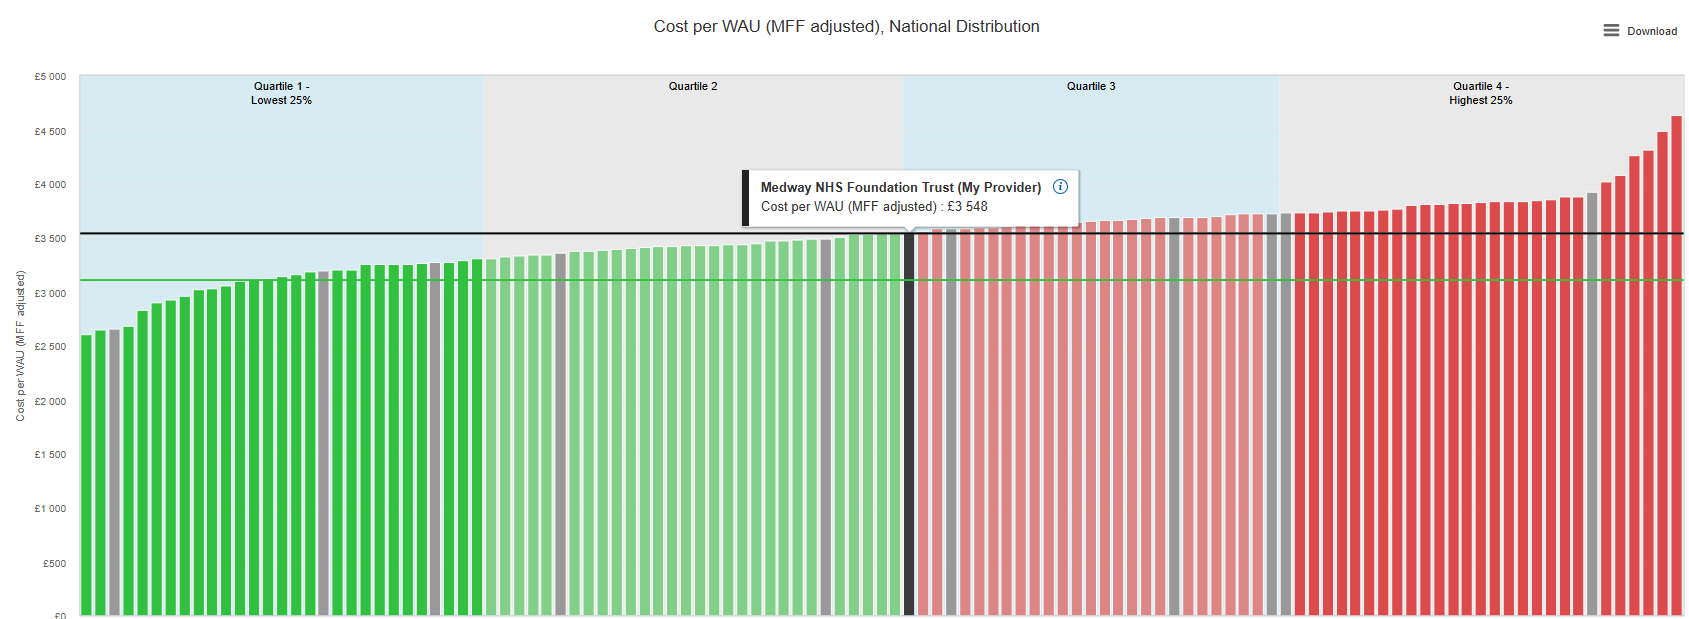 Cost per WAU (MFF adjusted), National Distribution
Download
£5 000
£4 500
£4 000
£3 500
£3 000
£2 500
£2 000
£1 500
£1 000
£500
£0
Cost per WAU (MFF adjusted)
Quartile 1 -
Lowest 25%
Quartile 2
Quartile 3
Quartile 4 -
Highest 25%
Medway NHS Foundation Trust (My Provider) i
Cost per WAU (MFF adjusted) : £3 548